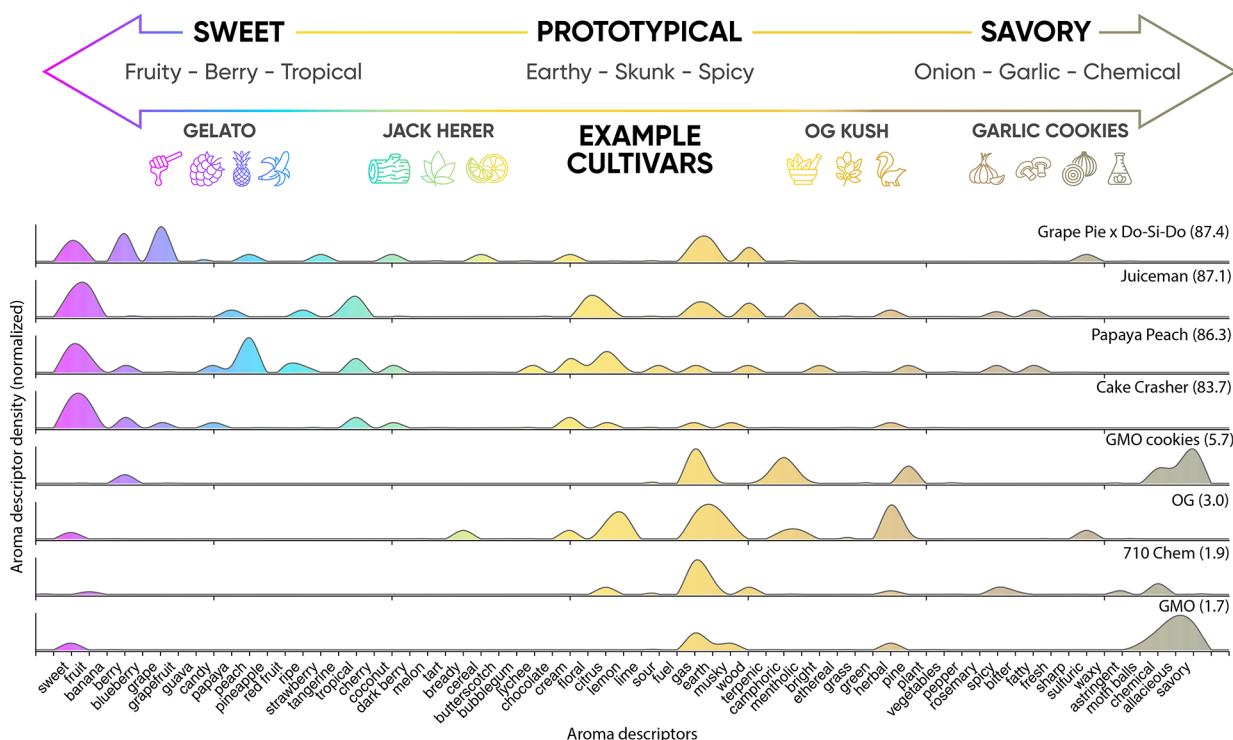 SWEET
PROTOTYPICAL
SAVORY
Fruity - Berry - Tropical
Earthy - Skunk - Spicy
Onion - Garlic - Chemical
GELATO
JACK HERER
EXAMPLE
CULTIVARS
OG KUSH
GARLIC COOKIES
Aroma descriptor density (normalized)
Grape Pie x Do-Si-Do (87.4)
Juiceman (87.1)
Papaya Peach (86.3)
Cake Crasher (83.7)
GMO cookies (5.7)
OG (3.0)
710 Chem (1.9)
GMO (1.7)
sweet
fruit
banana
berry
blueberry
grape
grapefruit
guava
candy
papaya
peach
pineapple
red fruit
ripe
strawberry
tangerine
tropical
cherry
coconut
dark berry
melon
tart
bready
cereal
butterscotch
bubblegum
lychee
chocolate
cream
floral
citrus
lemon
lime
sour
fuel
gas
earth
musky
wood
terpenic
camphoric
mentholic
bright
ethereal
grass
green
herbal
pine
plant
vegetables
pepper
rosemary
spicy
bitter
fatty
fresh
sharp
sulfuric
waxy
astringent
moth balls
chemical
alliaceous
savory
Aroma descriptors